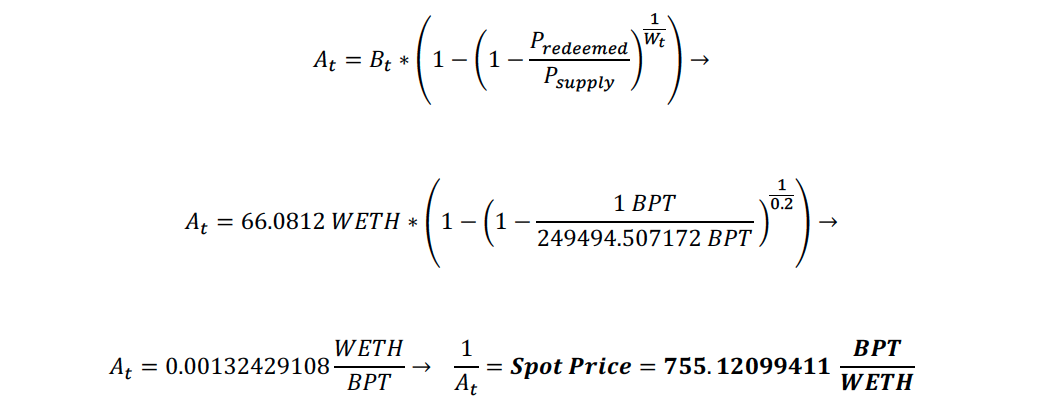 A_t = B_t * (1 − (1 − P_redeemed / P_supply)^(1/W_t)) →
A_t = 66.0812 WETH * (1 − (1 − 1 BPT / 249494.507172 BPT)^(1/0.2)) →
A_t = 0.00132429108 WETH/BPT → 1/A_t = Spot Price = 755.12099411 BPT/WETH